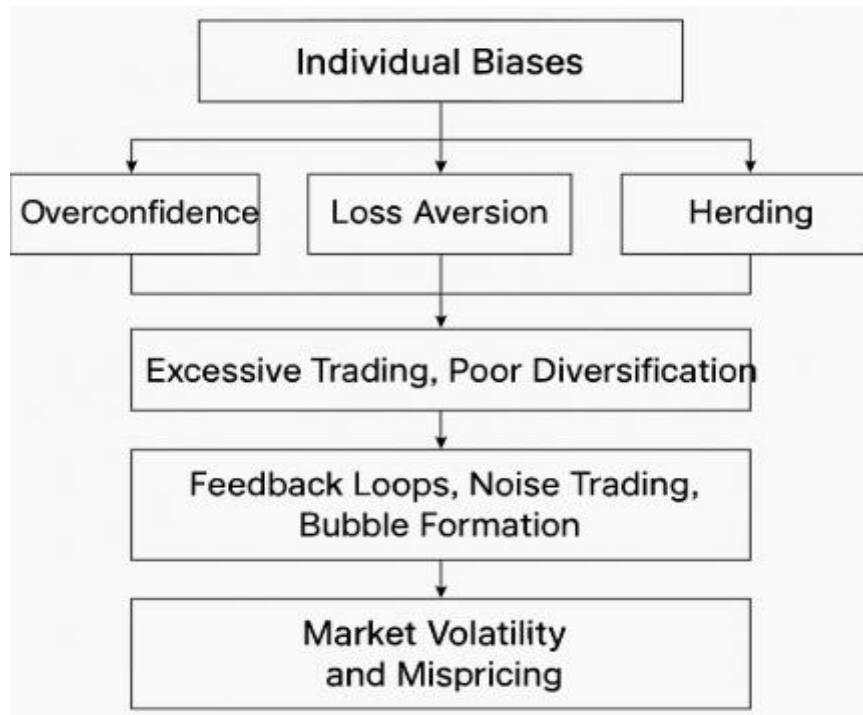 Individual Biases
Overconfidence
Loss Aversion
Herding
Excessive Trading, Poor Diversification
Feedback Loops, Noise Trading,
Bubble Formation
Market Volatility
and Mispricing